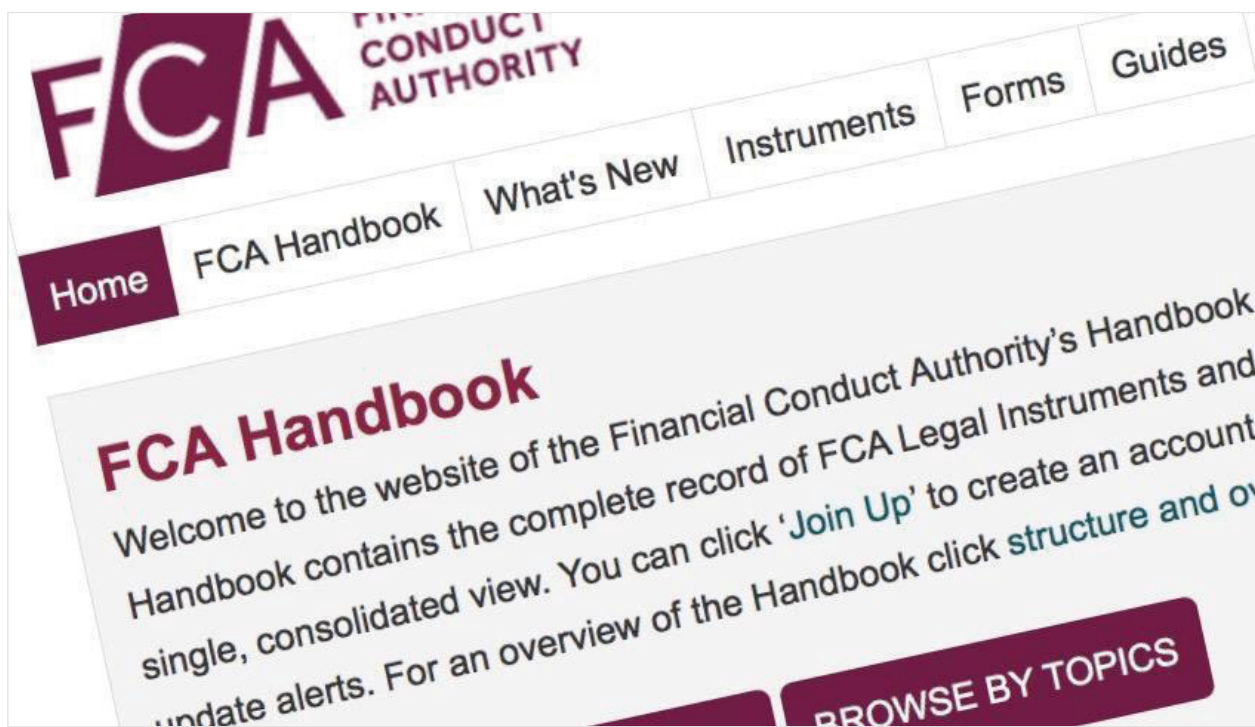 FCA
CONDUCT
AUTHORITY
Home FCA Handbook What's New Instruments Forms Guides
FCA Handbook
Welcome to the website of the Financial Conduct Authority's Handbook
Handbook contains the complete record of FCA Legal Instruments and
single, consolidated view. You can click ‘Join Up’ to create an account
update alerts. For an overview of the Handbook click structure and
BROWSE BY TOPICS